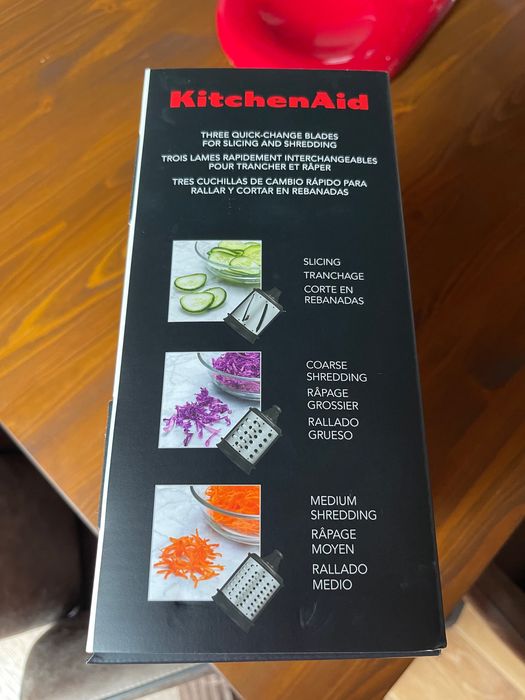 KitchenAid
THREE QUICK-CHANGE BLADES
FOR SLICING AND SHREDDING
TROIS LAMES RAPIDEMENT INTERCHANGEABLES
POUR TRANCHER ET RÂPER
TRES CUCHILLAS DE CAMBIO RÁPIDO PARA
RALLAR Y CORTAR EN REBANADAS
SLICING
TRANCHAGE
CORTE EN
REBANADAS
COARSE
SHREDDING
RÂPAGE
GROSSIER
RALLADO
GRUESO
MEDIUM
SHREDDING
RÂPAGE
MOYEN
RALLADO
MEDIO